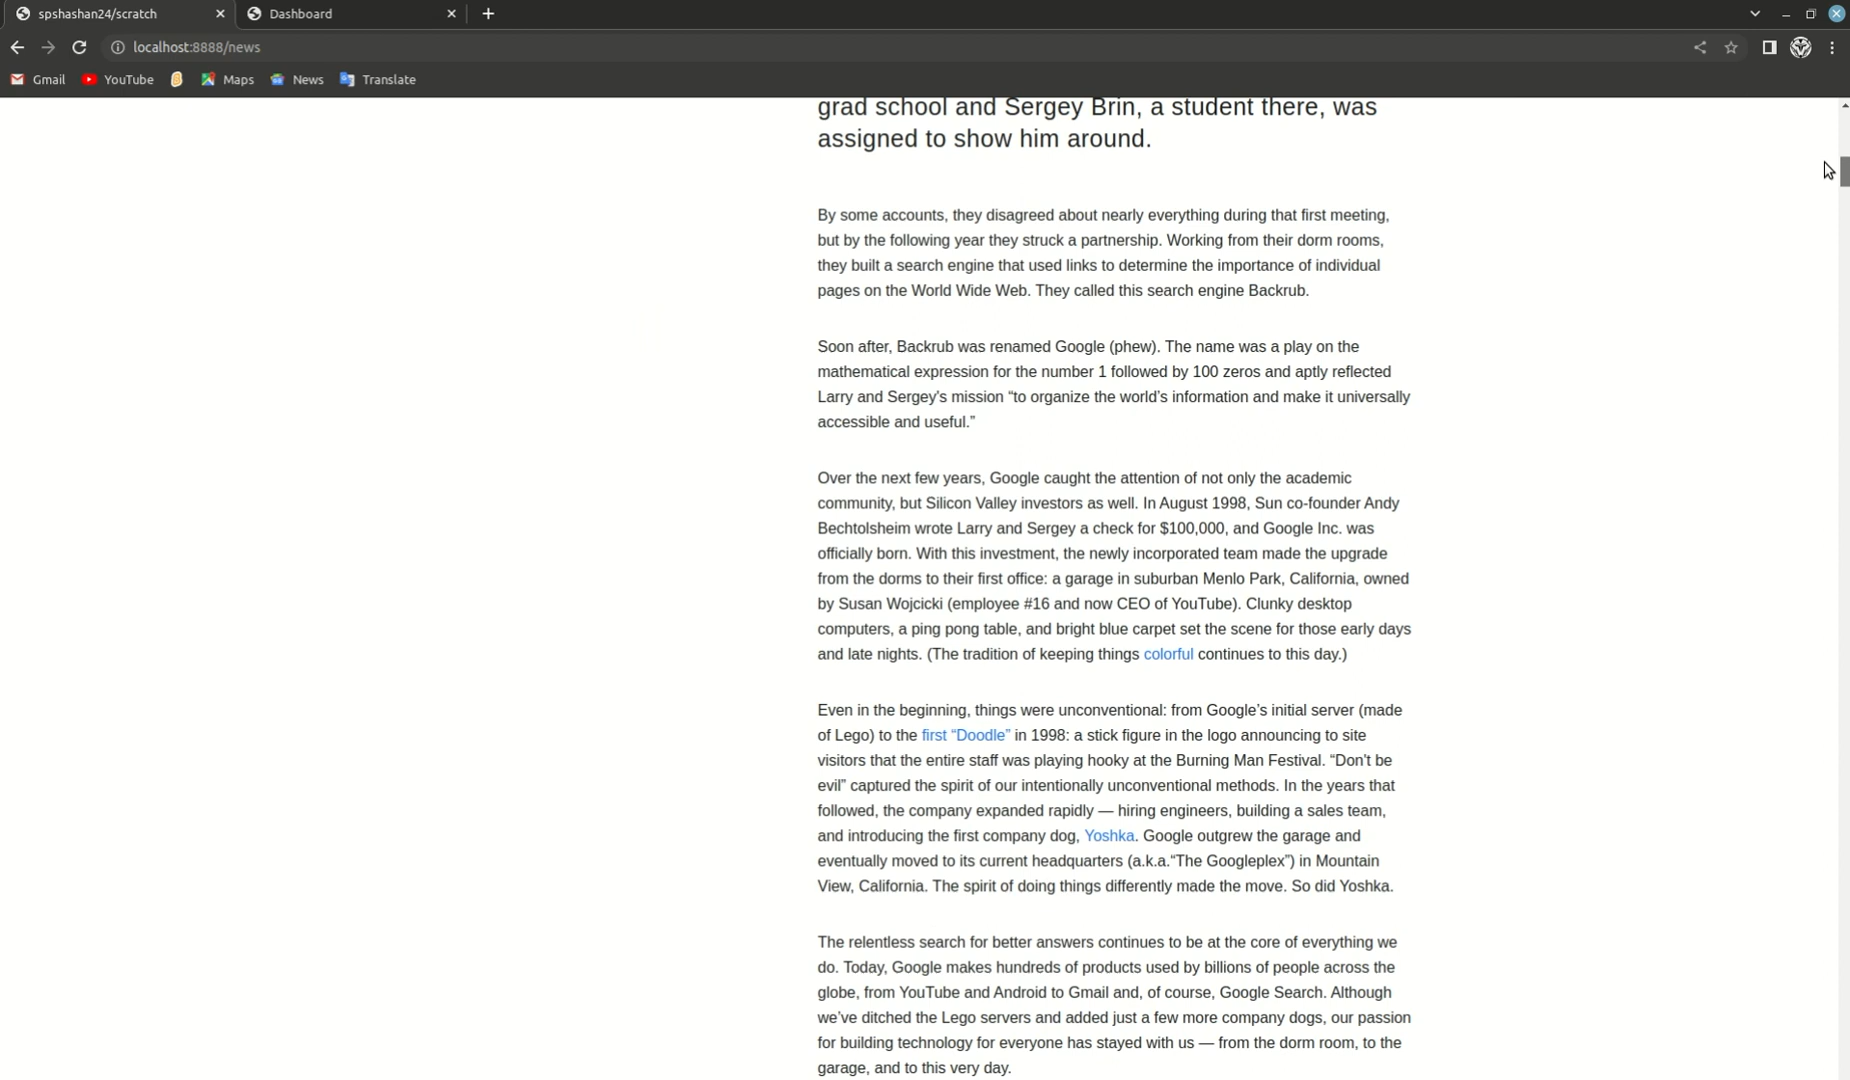 spshashan24/scratch
Dashboard
localhost:8888/news
Gmail
YouTube
Maps
News
Translate
grad school and Sergey Brin, a student there, was
assigned to show him around.
By some accounts, they disagreed about nearly everything during that first meeting,
but by the following year they struck a partnership. Working from their dorm rooms,
they built a search engine that used links to determine the importance of individual
pages on the World Wide Web. They called this search engine Backrub.
Soon after, Backrub was renamed Google (phew). The name was a play on the
mathematical expression for the number 1 followed by 100 zeros and aptly reflected
Larry and Sergey's mission “to organize the world’s information and make it universally
accessible and useful.”
Over the next few years, Google caught the attention of not only the academic
community, but Silicon Valley investors as well. In August 1998, Sun co-founder Andy
Bechtolsheim wrote Larry and Sergey a check for $100,000, and Google Inc. was
officially born. With this investment, the newly incorporated team made the upgrade
from the dorms to their first office: a garage in suburban Menlo Park, California, owned
by Susan Wojcicki (employee #16 and now CEO of YouTube). Clunky desktop
computers, a ping pong table, and bright blue carpet set the scene for those early days
and late nights. (The tradition of keeping things colorful continues to this day.)
Even in the beginning, things were unconventional: from Google’s initial server (made
of Lego) to the first “Doodle” in 1998: a stick figure in the logo announcing to site
visitors that the entire staff was playing hooky at the Burning Man Festival. “Don't be
evil” captured the spirit of our intentionally unconventional methods. In the years that
followed, the company expanded rapidly — hiring engineers, building a sales team,
and introducing the first company dog, Yoshka. Google outgrew the garage and
eventually moved to its current headquarters (a.k.a.“The Googleplex”) in Mountain
View, California. The spirit of doing things differently made the move. So did Yoshka.
The relentless search for better answers continues to be at the core of everything we
do. Today, Google makes hundreds of products used by billions of people across the
globe, from YouTube and Android to Gmail and, of course, Google Search. Although
we’ve ditched the Lego servers and added just a few more company dogs, our passion
for building technology for everyone has stayed with us — from the dorm room, to the
garage, and to this very day.